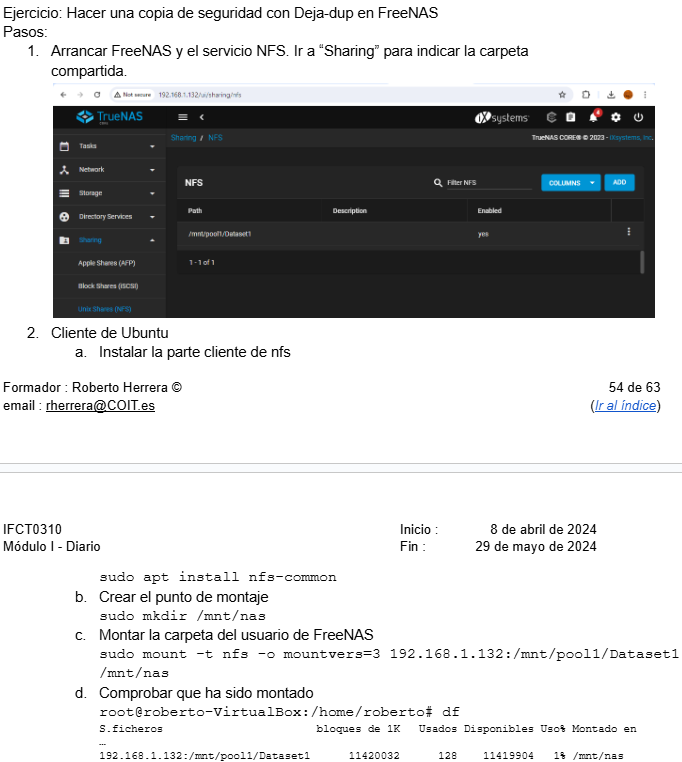 Ejercicio: Hacer una copia de seguridad con Deja-dup en FreeNAS
Pasos:
1. Arrancar FreeNAS y el servicio NFS. Ir a “Sharing” para indicar la carpeta
compartida.
Not secure 192.168.1.132/ui/sharing/nfs
TrueNAS CORE systems
Sharing / NFS TrueNAS CORE® © 2023 - iXsystems, Inc.
Tasks
Network
NFS Filter NFS COLUMNS ADD
Storage
Path Description Enabled
Directory Services
/mnt/pool1/Dataset1 yes
Sharing
Apple Shares (AFP) 1 - 1 of 1
Block Shares (iSCSI)
Unix Shares (NFS)
2. Cliente de Ubuntu
a. Instalar la parte cliente de nfs
Formador : Roberto Herrera © 54 de 63
email : rherrera@COIT.es (Ir al índice)
IFCT0310 Inicio : 8 de abril de 2024
Módulo I - Diario Fin : 29 de mayo de 2024
sudo apt install nfs-common
b. Crear el punto de montaje
sudo mkdir /mnt/nas
c. Montar la carpeta del usuario de FreeNAS
sudo mount -t nfs -o mountvers=3 192.168.1.132:/mnt/pool1/Dataset1
/mnt/nas
d. Comprobar que ha sido montado
root@roberto-VirtualBox:/home/roberto# df
S.ficheros bloques de 1K Usados Disponibles Uso% Montado en
…
192.168.1.132:/mnt/pool1/Dataset1 11420032 128 11419904 1% /mnt/nas